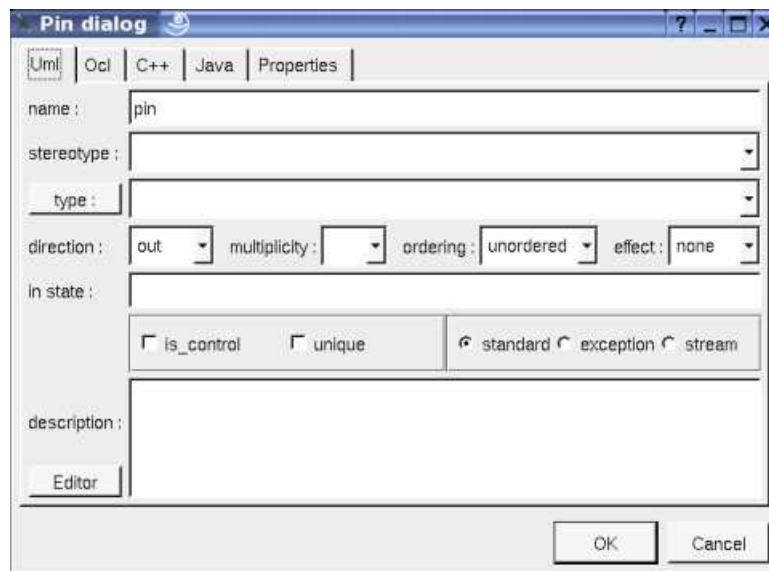 Pin dialog ?
Uml Ocl C++ Java Properties
name : pin
stereotype :
type :
direction : out multiplicity : ordering : unordered effect : none
in state :
is_control unique standard exception stream
description :
Editor
OK Cancel